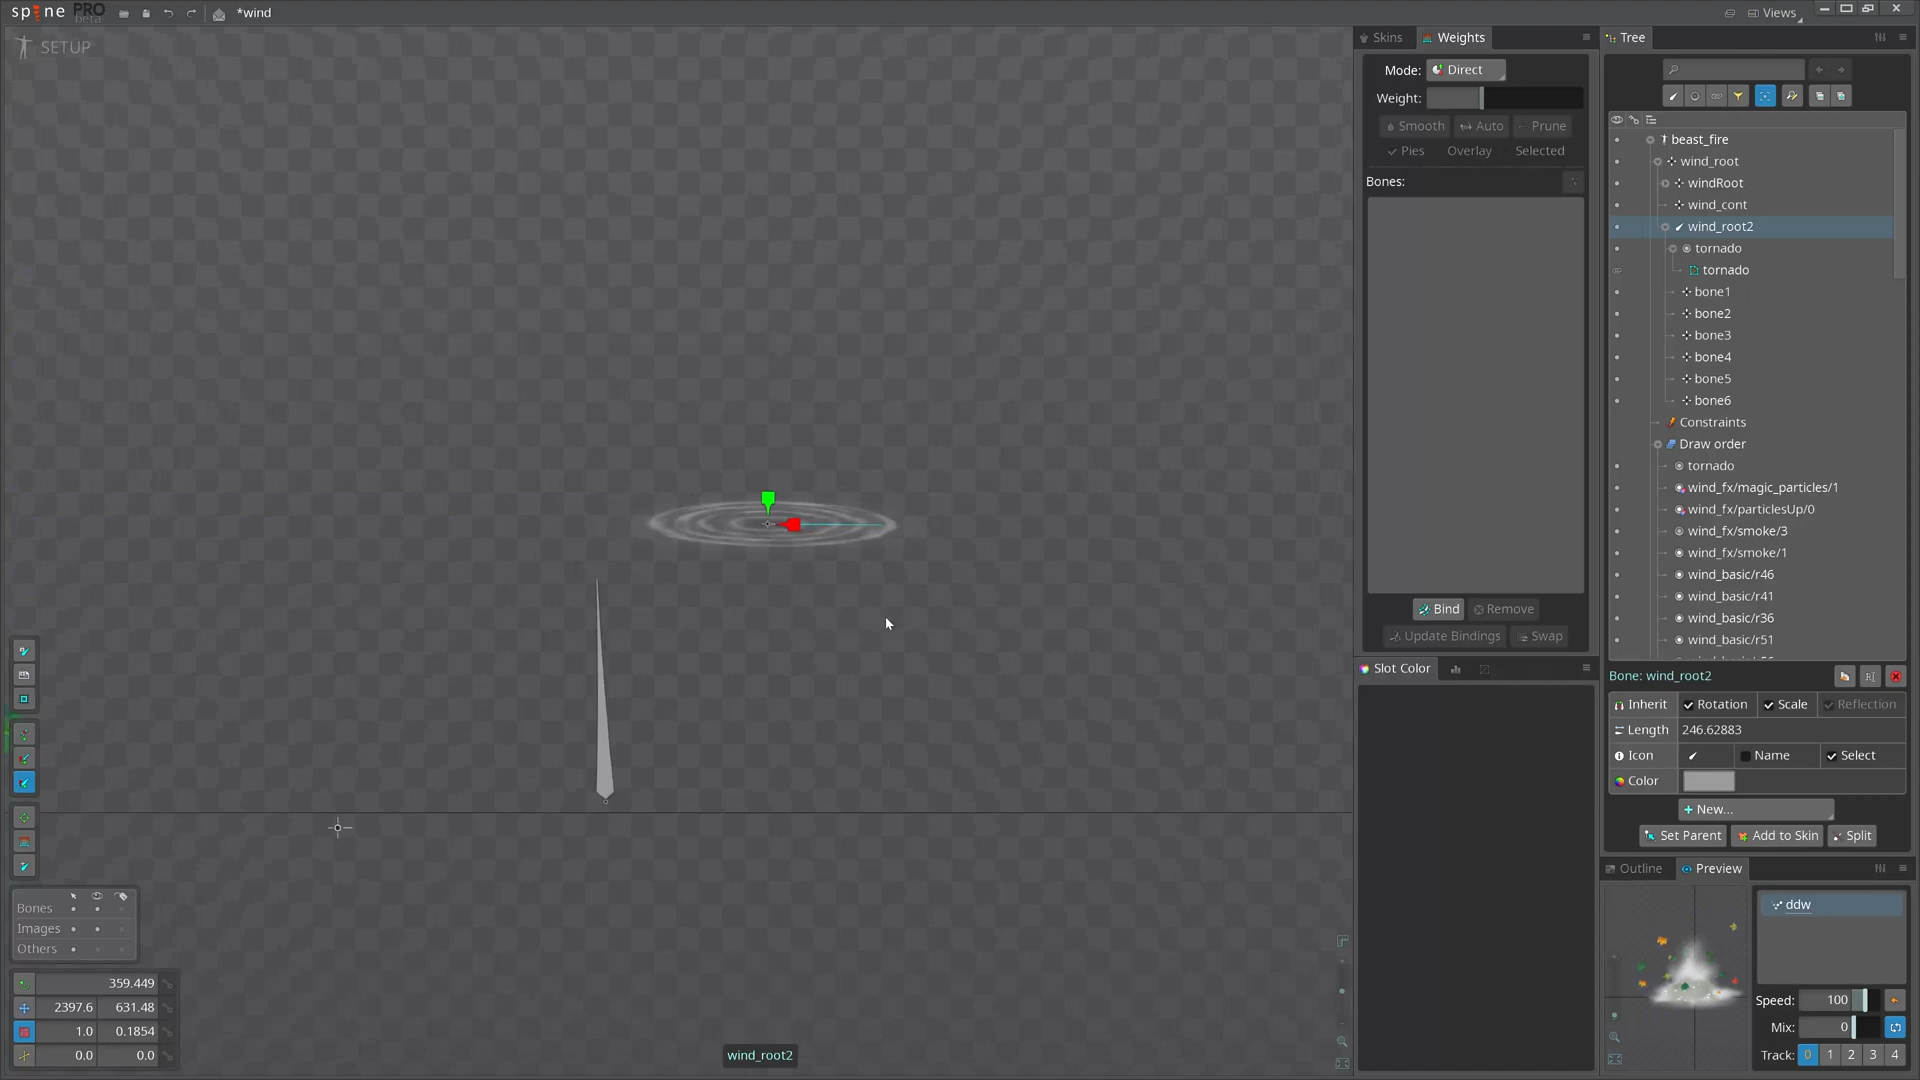 spine PRO beta
*wind
Views
SETUP
Skins
Weights
Mode:
Direct
Weight:
Smooth
Auto
Prune
Pies
Overlay
Selected
Bones:
Bind
Remove
Update Bindings
Swap
Slot Color
Tree
beast_fire
wind_root
windRoot
wind_cont
wind_root2
tornado
tornado
bone1
bone2
bone3
bone4
bone5
bone6
Constraints
Draw order
tornado
wind_fx/magic_particles/1
wind_fx/particlesUp/0
wind_fx/smoke/3
wind_fx/smoke/1
wind_basic/r46
wind_basic/r41
wind_basic/r36
wind_basic/r51
Bone: wind_root2
Inherit Rotation Scale Reflection
Length 246.62883
Icon Name Select
Color
New...
Set Parent Add to Skin Split
Outline Preview
ddw
Speed: 100
Mix: 0
Track: 0 1 2 3 4
Bones
Images
Others
359.449
2397.6 631.48
1.0 0.1854
0.0 0.0
wind_root2